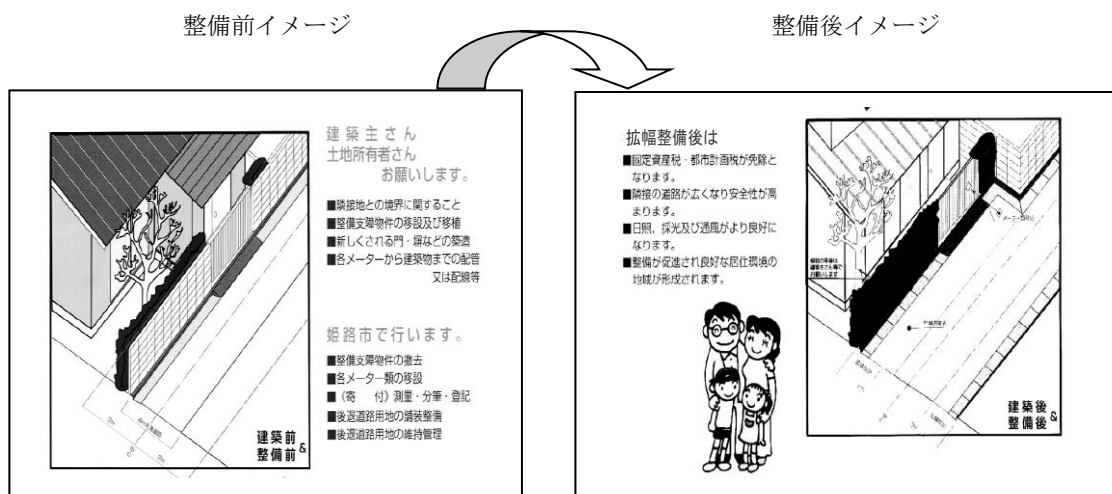 整備前イメージ
整備後イメージ
建築主さん
土地所有者さん
お願いします。
■隣接地との境界に関すること
■整備支障物件の移設及び移植
■新しくされる門・塀などの築造
■各メーターから建築物までの配管
又は配線等
姫路市で行います。
■整備支障物件の撤去
■各メーター類の移設
■（寄　付）測量・分筆・登記
■後退道路用地の舗装整備
■後退道路用地の維持管理
建築前
&
整備前
2m
中心
2m
拡幅整備後は
■固定資産税・都市計画税が免除と
なります。
■隣接の道路が広くなり安全性が高
まります。
■日照、採光及び通風がより良好に
なります。
■整備が促進され良好な居住環境の
地域が形成されます。
お願いします
建築後
&
整備後